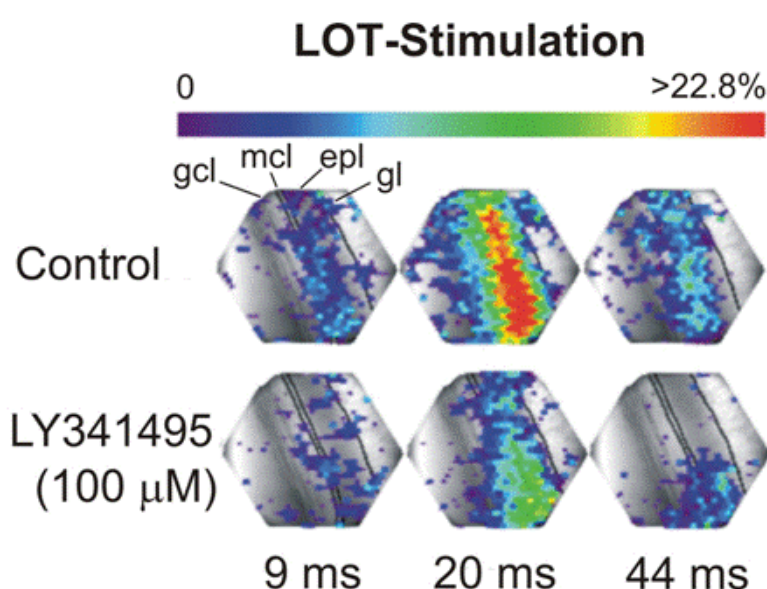 LOT-Stimulation
0 >22.8%
gcl mcl epl gl
Control
LY341495
(100 µM)
9 ms 20 ms 44 ms